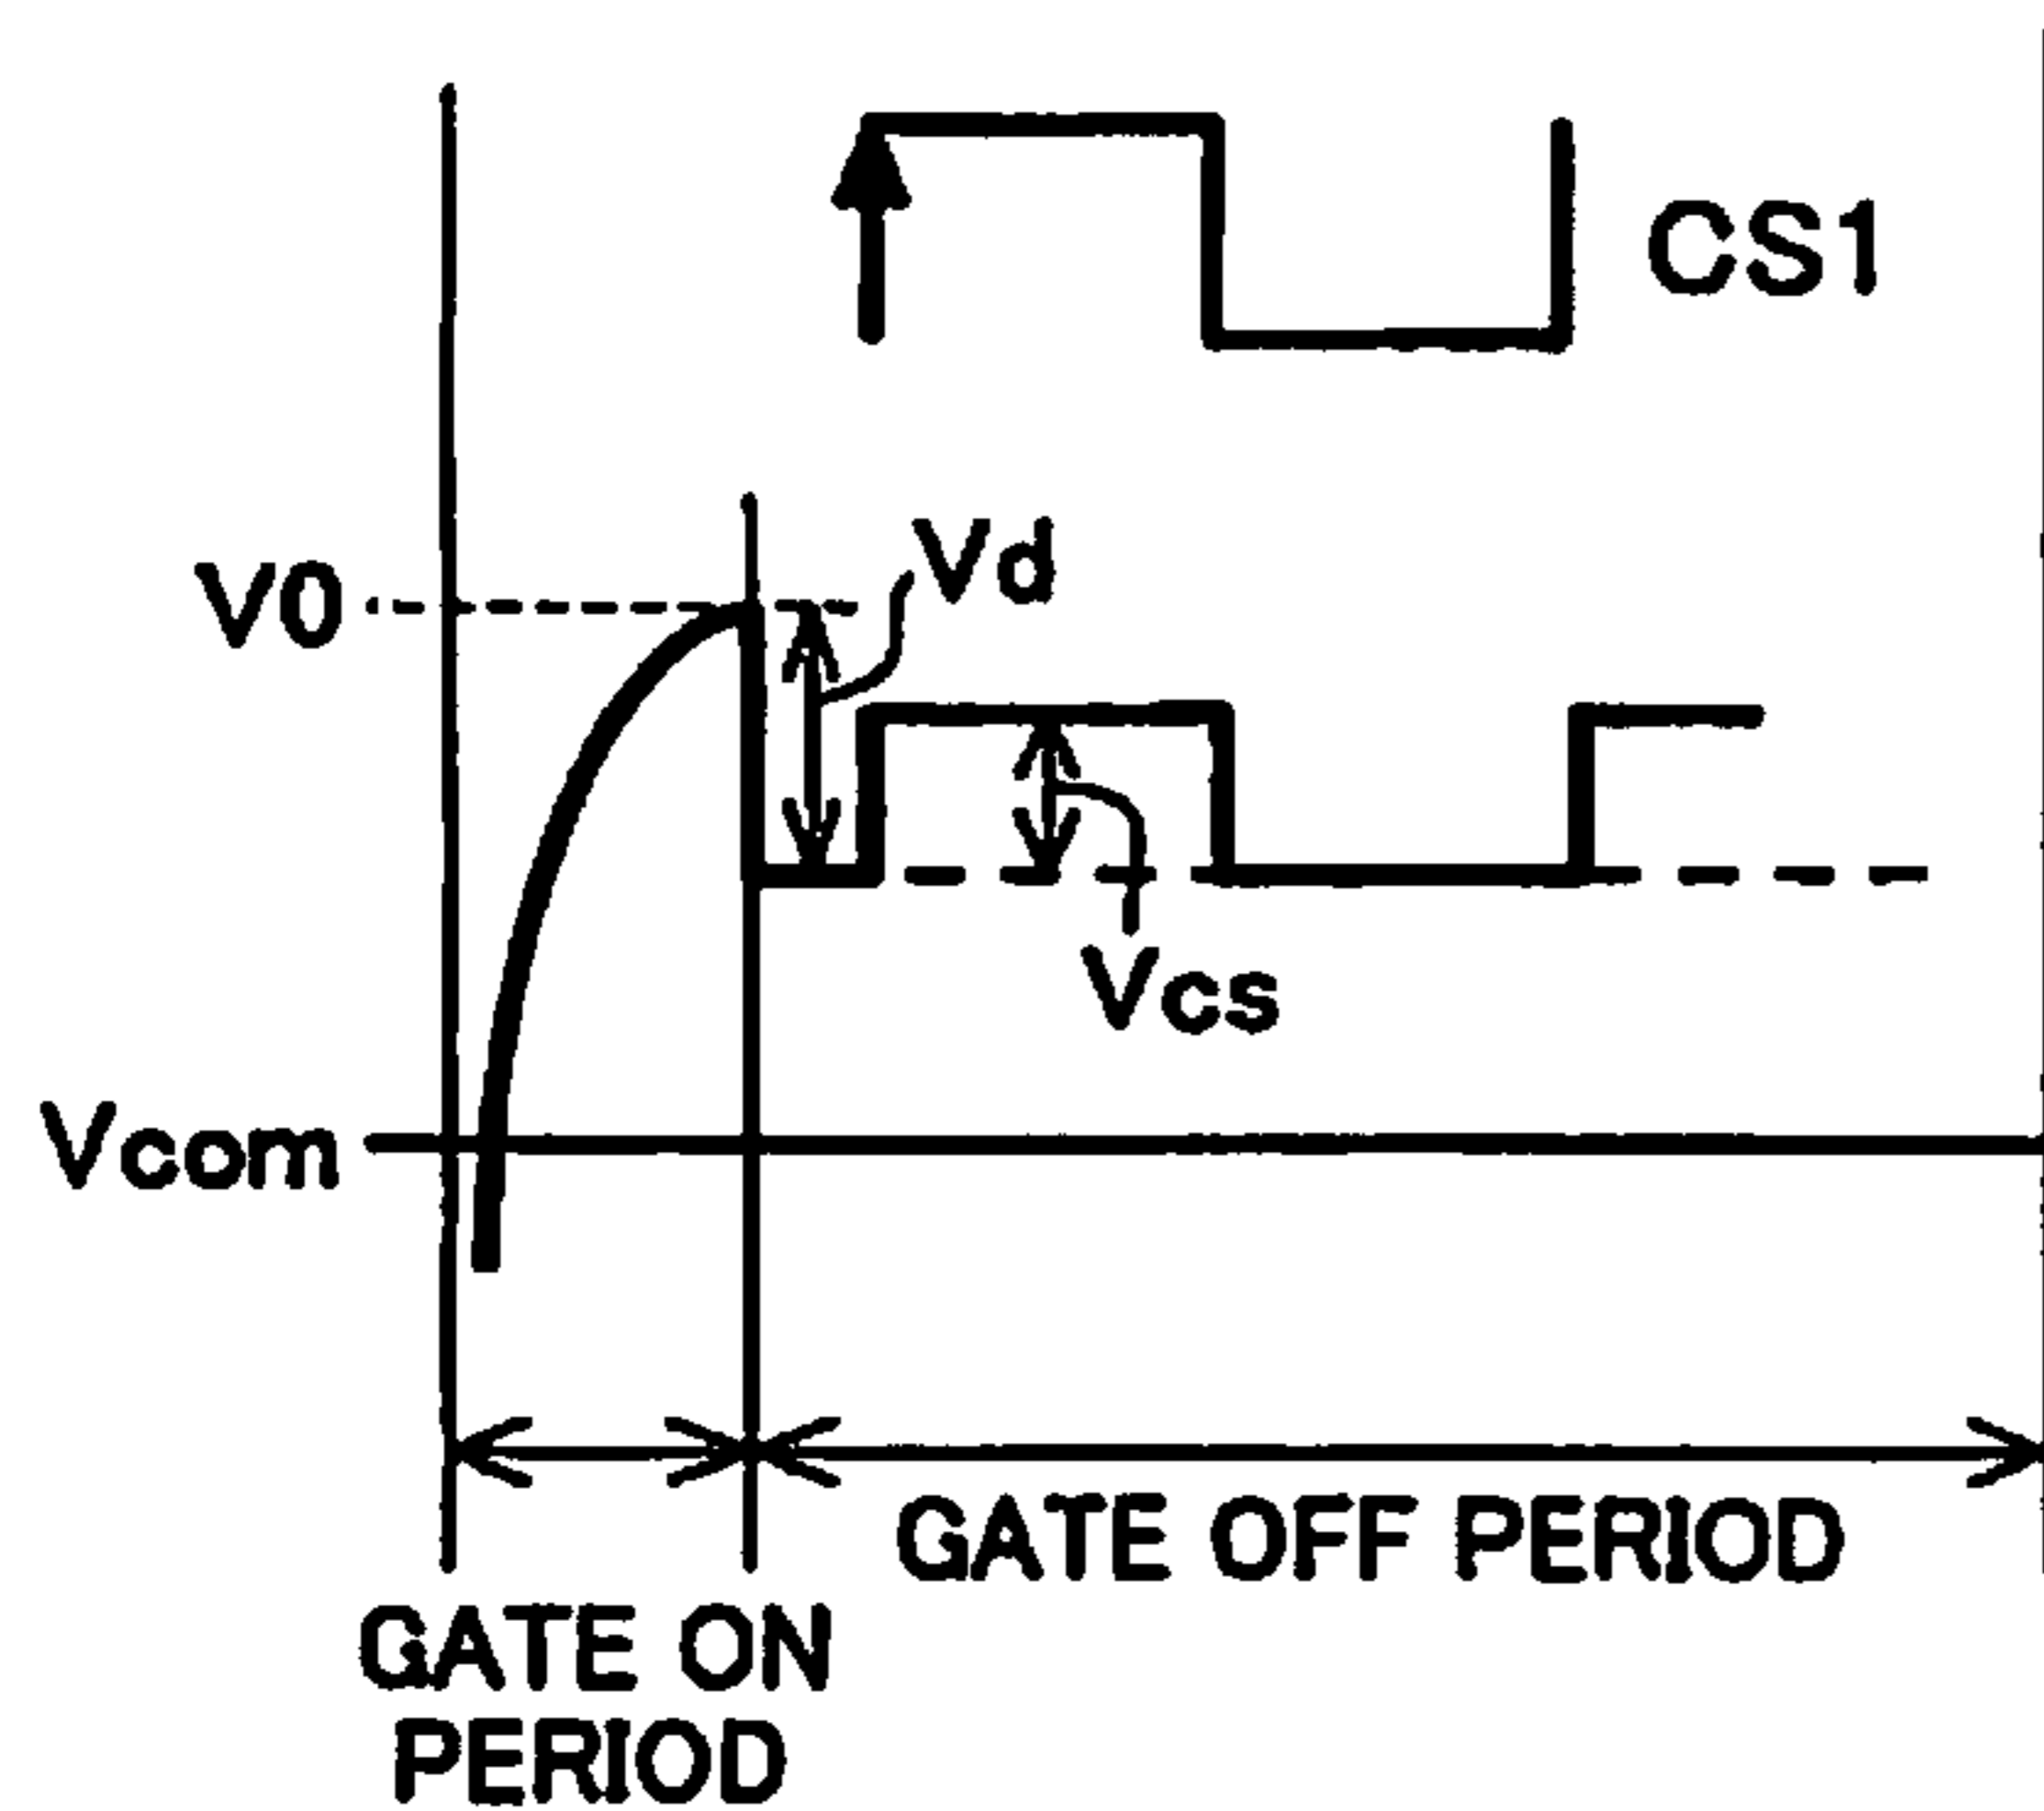 CS1
V0
Vd
Vcs
Vcom
GATE OFF PERIOD
GATE ON
PERIOD